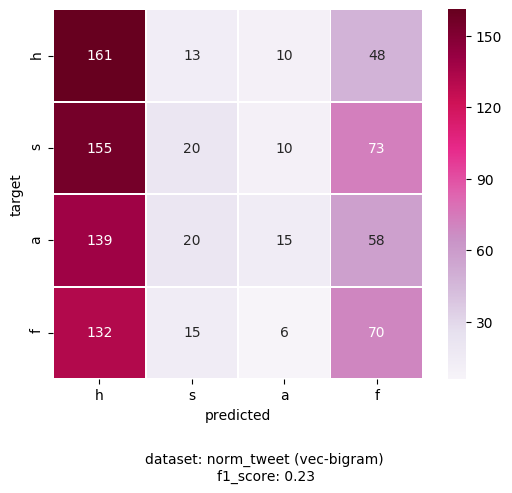 h 161 13 10 48 150
s 155 20 10 73 120
target 90
a 139 20 15 58 60
f 132 15 6 70 30
h s a f
predicted
dataset: norm_tweet (vec-bigram)
f1_score: 0.23